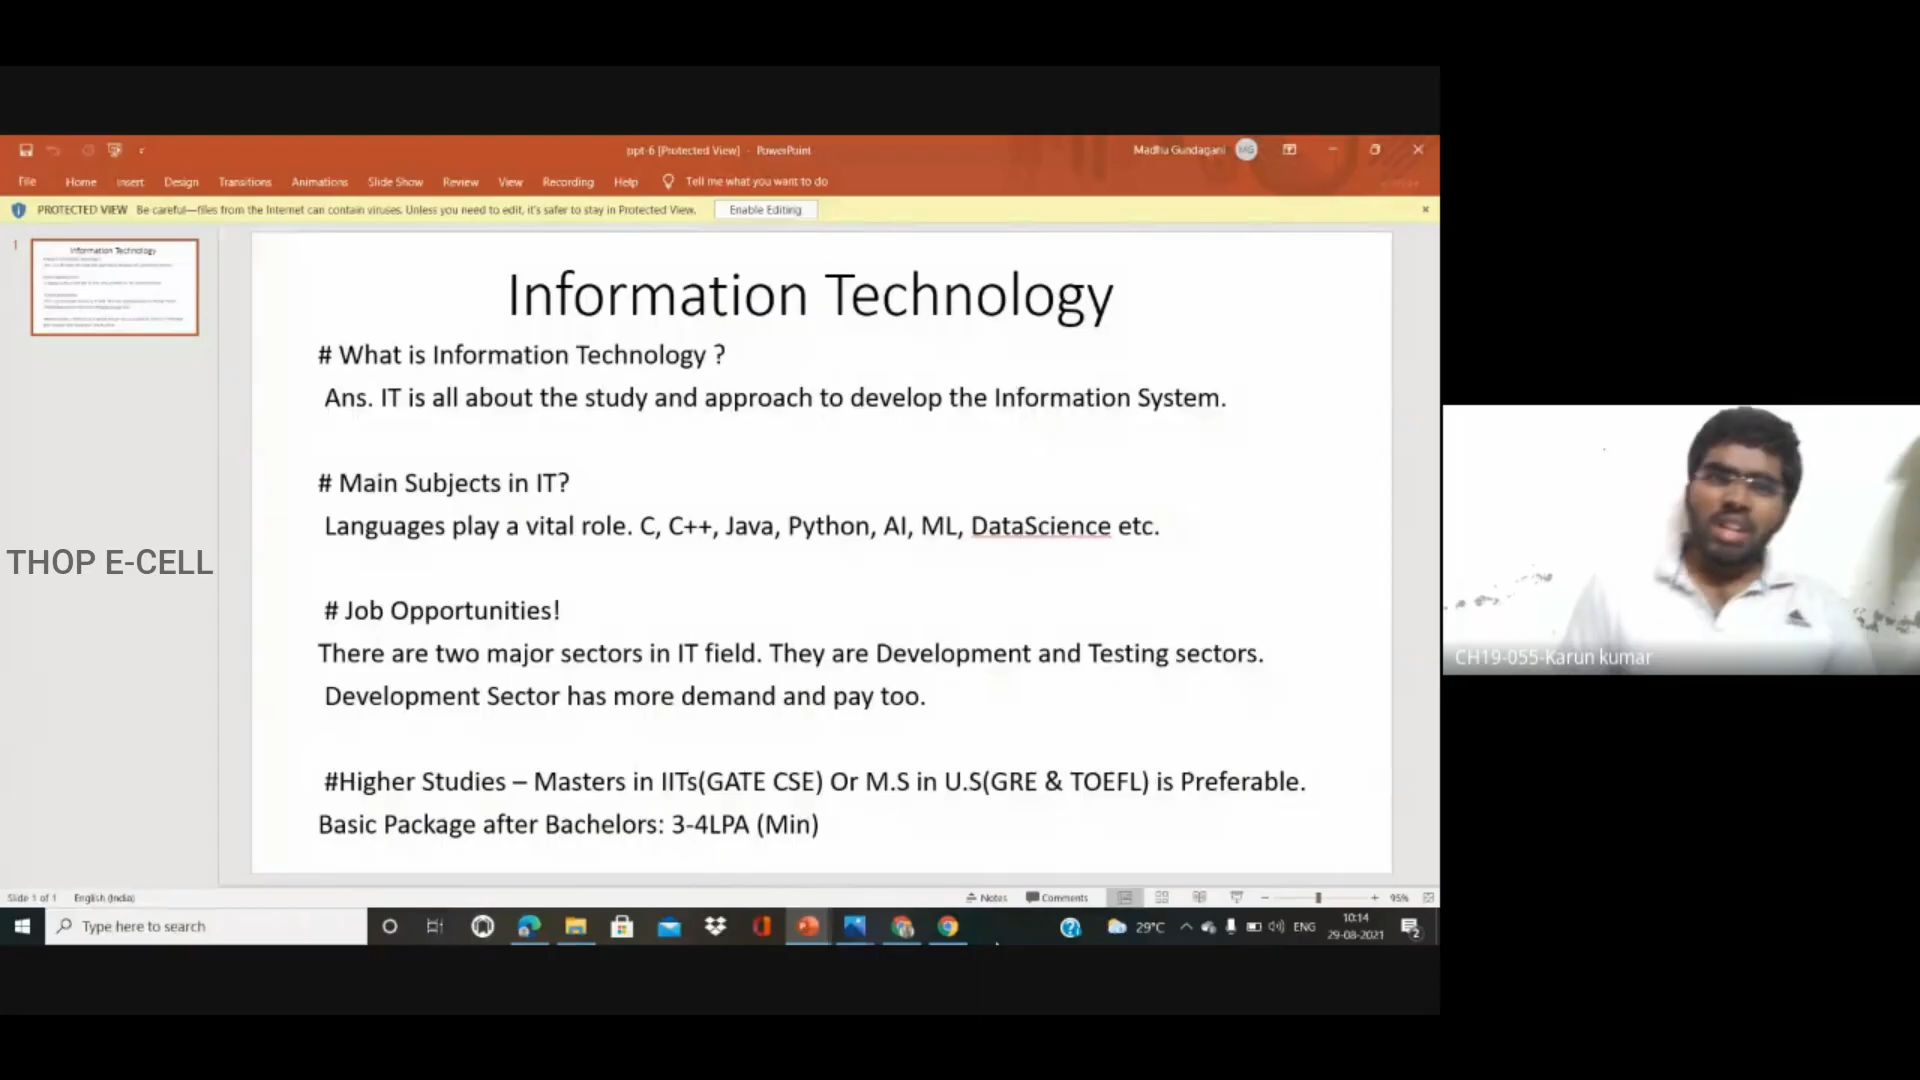 ppt-6 [Protected View] - PowerPoint
Madhu Gundagani
MG
File Home Insert Design Transitions Animations Slide Show Review View Recording Help Tell me what you want to do
PROTECTED VIEW Be careful—files from the Internet can contain viruses. Unless you need to edit, it's safer to stay in Protected View. Enable Editing
1
Information Technology
Information Technology
# What is Information Technology ?
Ans. IT is all about the study and approach to develop the Information System.
# Main Subjects in IT?
Languages play a vital role. C, C++, Java, Python, AI, ML, DataScience etc.
THOP E-CELL
# Job Opportunities!
There are two major sectors in IT field. They are Development and Testing sectors.
Development Sector has more demand and pay too.
CH19-055-Karun kumar
#Higher Studies – Masters in IITs(GATE CSE) Or M.S in U.S(GRE & TOEFL) is Preferable.
Basic Package after Bachelors: 3-4LPA (Min)
Slide 1 of 1 English (India) Notes Comments 95%
Type here to search 29°C ENG 10:14
29-08-2021
2